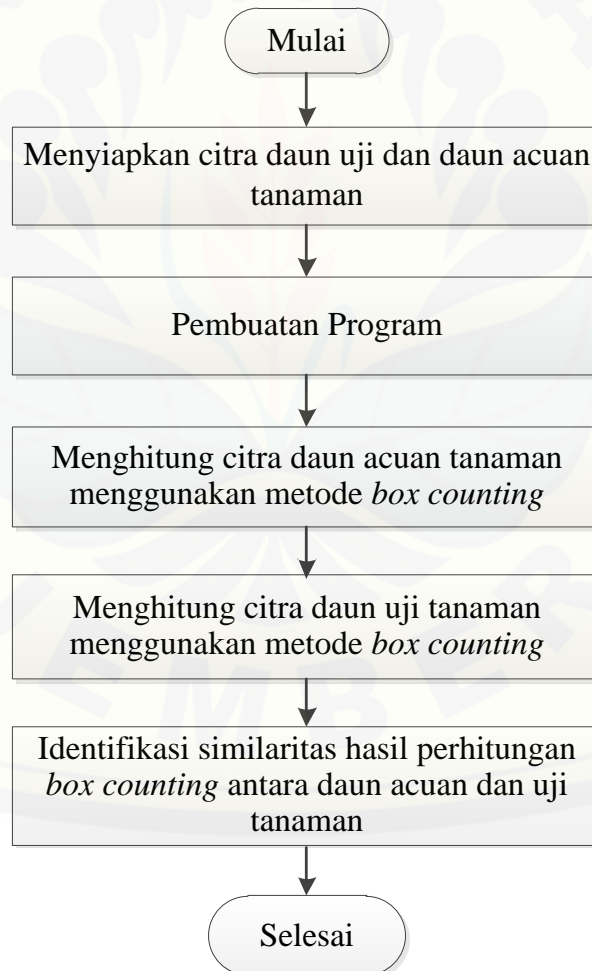 Mulai
Menyiapkan citra daun uji dan daun acuan
tanaman
Pembuatan Program
Menghitung citra daun acuan tanaman
menggunakan metode box counting
Menghitung citra daun uji tanaman
menggunakan metode box counting
Identifikasi similaritas hasil perhitungan
box counting antara daun acuan dan uji
tanaman
Selesai